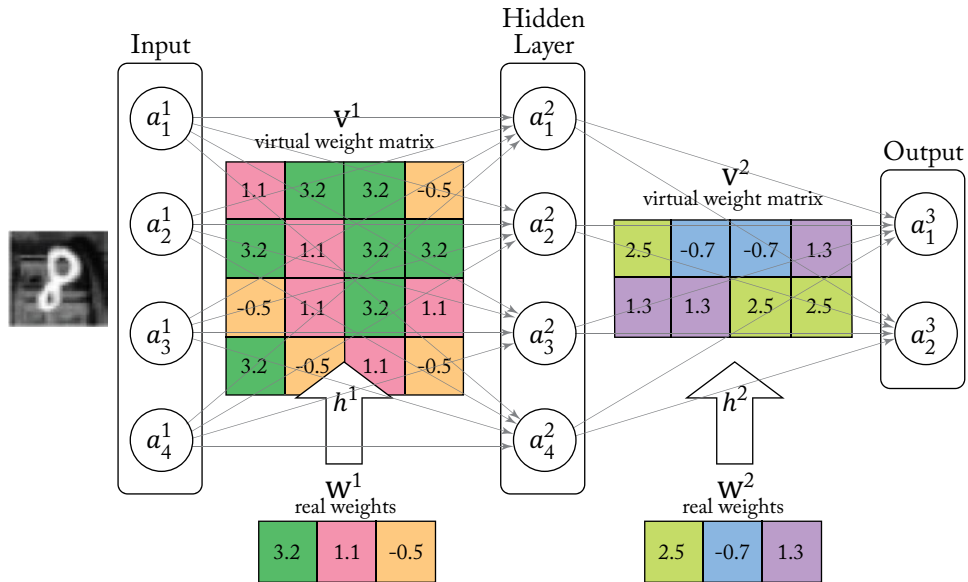 Input
Hidden
Layer
Output
a₁¹
a₂¹
a₃¹
a₄¹
V¹
virtual weight matrix
1.1 3.2 3.2 -0.5
3.2 1.1 3.2 3.2
-0.5 1.1 3.2 1.1
3.2 -0.5 1.1 -0.5
h¹
W¹
real weights
3.2 1.1 -0.5
a₁²
a₂²
a₃²
a₄²
V²
virtual weight matrix
2.5 -0.7 -0.7 1.3
1.3 1.3 2.5 2.5
h²
W²
real weights
2.5 -0.7 1.3
a₁³
a₂³
8